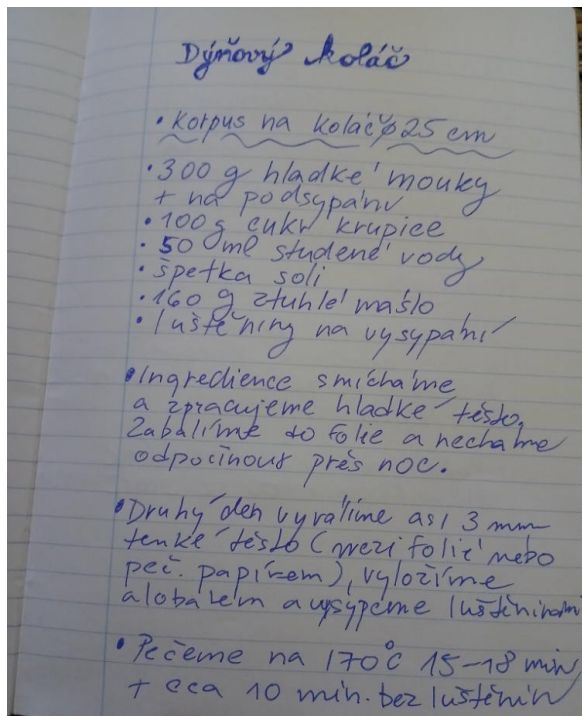 Dýňový koláč
• Korpus na koláč ø 25 cm
• 300 g hladké mouky
+ na podsypání
• 100 g cukr krupice
• 50 ml studené vody
• špetka soli
• 160 g ztuhlé mašlo
• luštěniny na vysypání
• Ingredience smícháme
a zpracujeme hladké těsto.
Zabalíme do folie a necháme
odpočinout přes noc.
• Druhý den vyválíme asi 3 mm
tenké těsto (mezi folií nebo
peč. papírem), vyložíme
alobalem a vysypeme luštěninami
• Pečeme na 170°C 15-18 min
+ cca 10 min. bez luštěnin